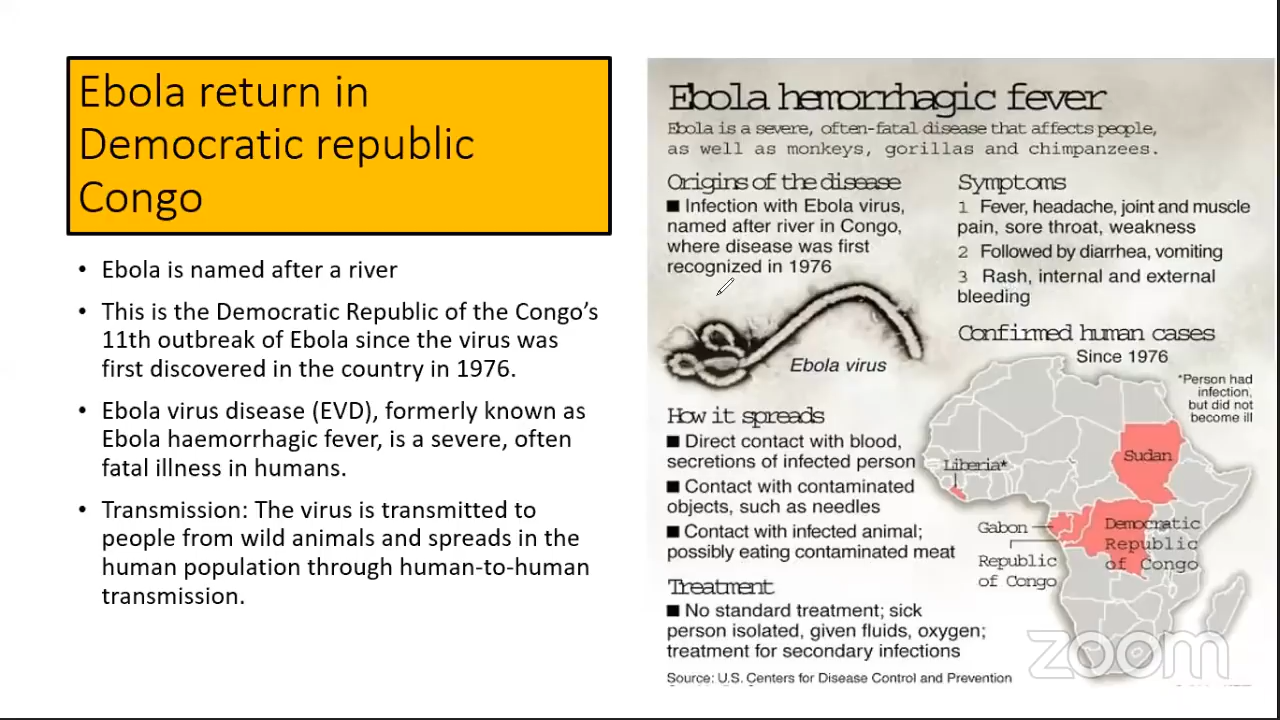 Ebola return in
Democratic republic
Congo
• Ebola is named after a river
• This is the Democratic Republic of the Congo's
11th outbreak of Ebola since the virus was
first discovered in the country in 1976.
• Ebola virus disease (EVD), formerly known as
Ebola haemorrhagic fever, is a severe, often
fatal illness in humans.
• Transmission: The virus is transmitted to
people from wild animals and spreads in the
human population through human-to-human
transmission.
Ebola hemorrhagic fever
Ebola is a severe, often-fatal disease that affects people,
as well as monkeys, gorillas and chimpanzees.
Origins of the disease
■ Infection with Ebola virus,
named after river in Congo,
where disease was first
recognized in 1976
Ebola virus
How it spreads
■ Direct contact with blood,
secretions of infected person
■ Contact with contaminated
objects, such as needles
■ Contact with infected animal;
possibly eating contaminated meat
Treatment
■ No standard treatment; sick
person isolated, given fluids, oxygen;
treatment for secondary infections
Source: U.S. Centers for Disease Control and Prevention
Symptoms
1 Fever, headache, joint and muscle
pain, sore throat, weakness
2 Followed by diarrhea, vomiting
3 Rash, internal and external
bleeding
Confirmed human cases
Since 1976
*Person had
infection,
but did not
become ill
Sudan
Liberia*
Gabon
Democratic
Republic
of Congo
Republic
of Congo
zoom